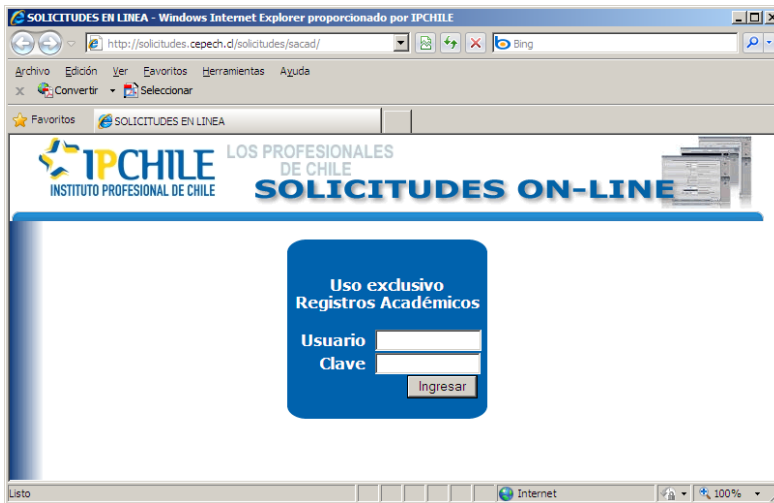 SOLICITUDES EN LINEA - Windows Internet Explorer proporcionado por IPCHILE
http://solicitudes.cepech.cl/solicitudes/sacad/
Bing
Archivo Edición Ver Favoritos Herramientas Ayuda
x Convertir Seleccionar
Favoritos SOLICITUDES EN LINEA
IPCHILE
INSTITUTO PROFESIONAL DE CHILE
LOS PROFESIONALES
DE CHILE
SOLICITUDES ON-LINE
Uso exclusivo
Registros Académicos
Usuario
Clave
Ingresar
Listo Internet 100%